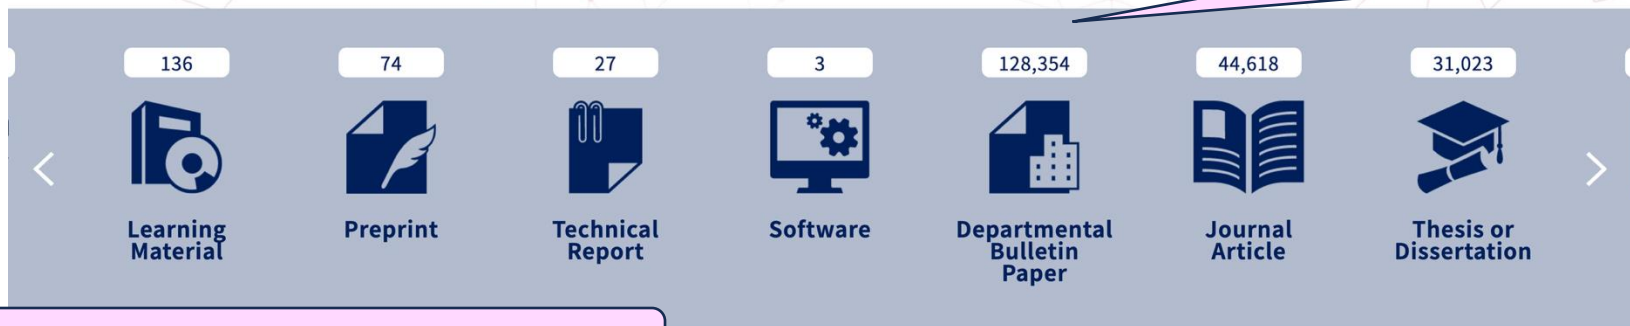 136
74
27
3
128,354
44,618
31,023
Learning
Material
Preprint
Technical
Report
Software
Departmental
Bulletin
Paper
Journal
Article
Thesis or
Dissertation